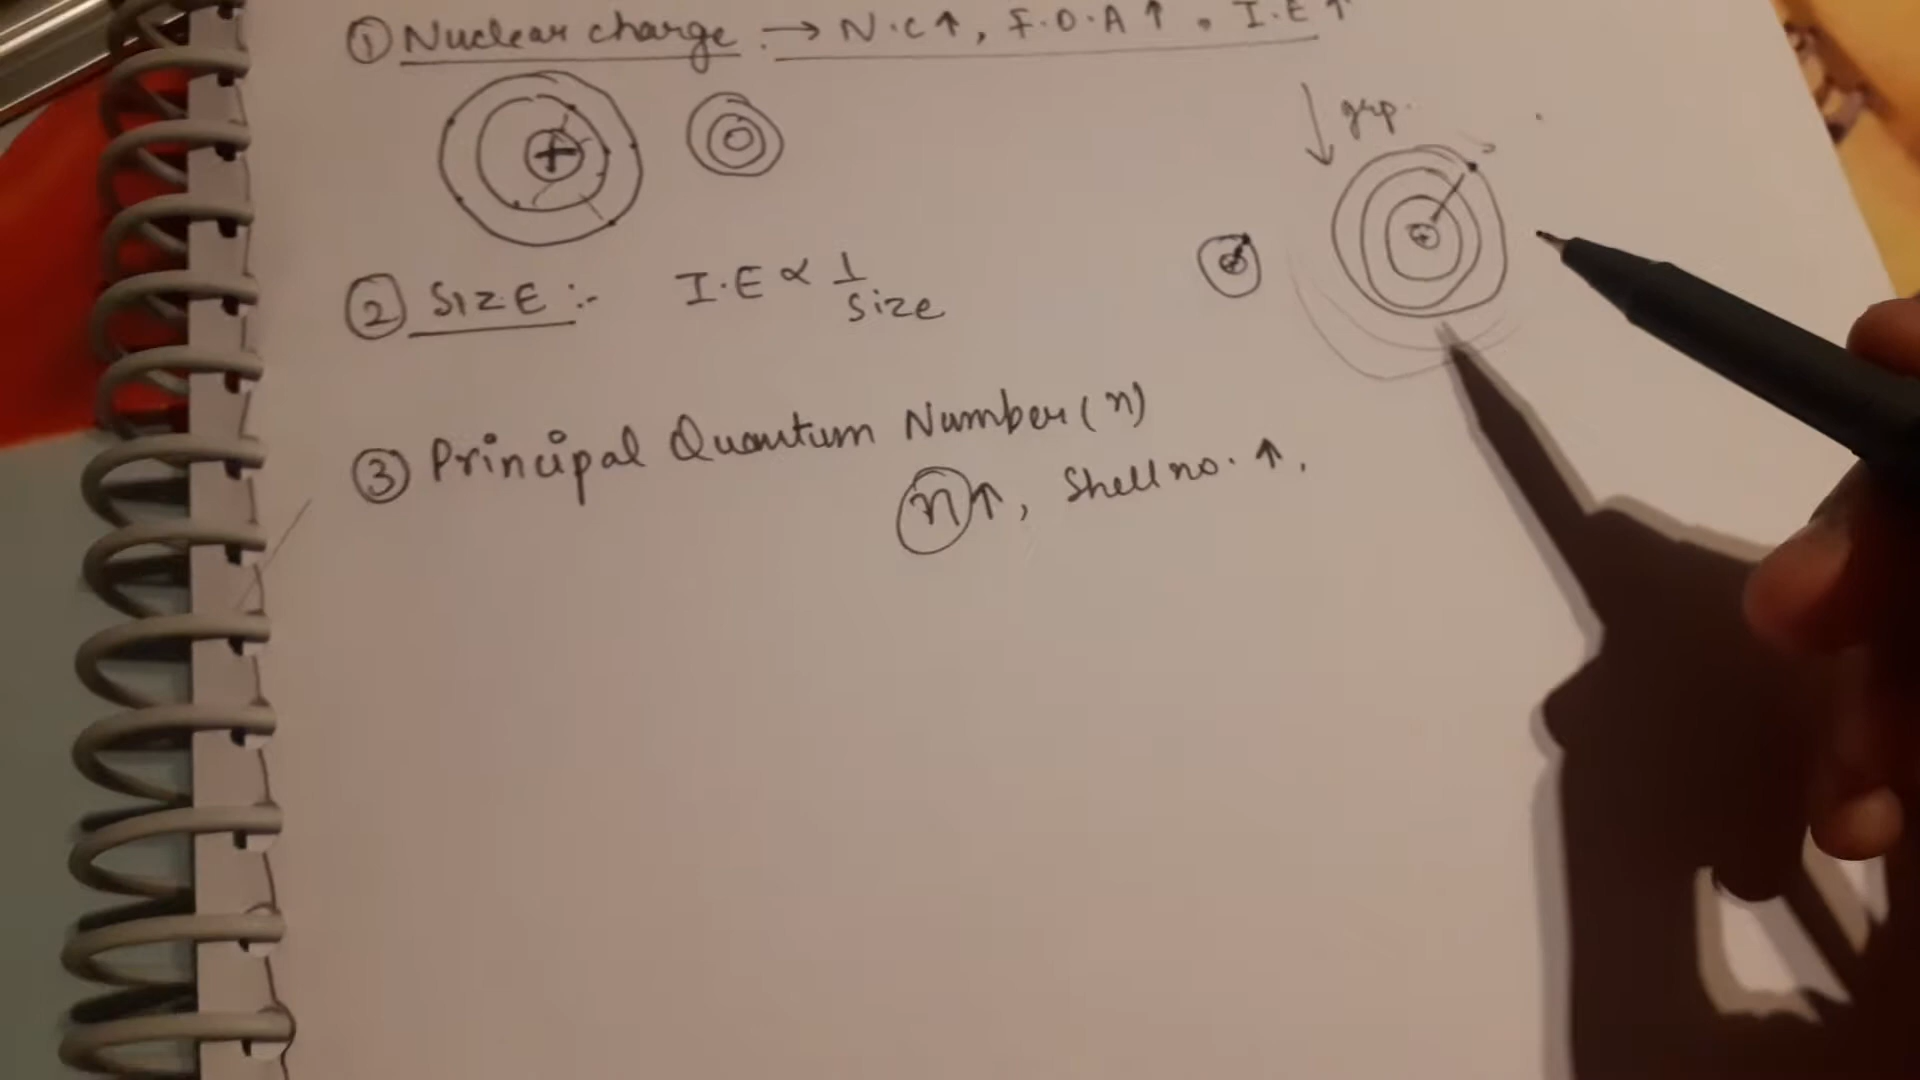 ① Nuclear charge :→ N.C↑, F.O.A↑, I.E↑
+
↓ grp.
+
+
② SIZE :- I.E ∝ 1/Size
③ Principal Quantum Number (n)
n↑, Shell no. ↑,